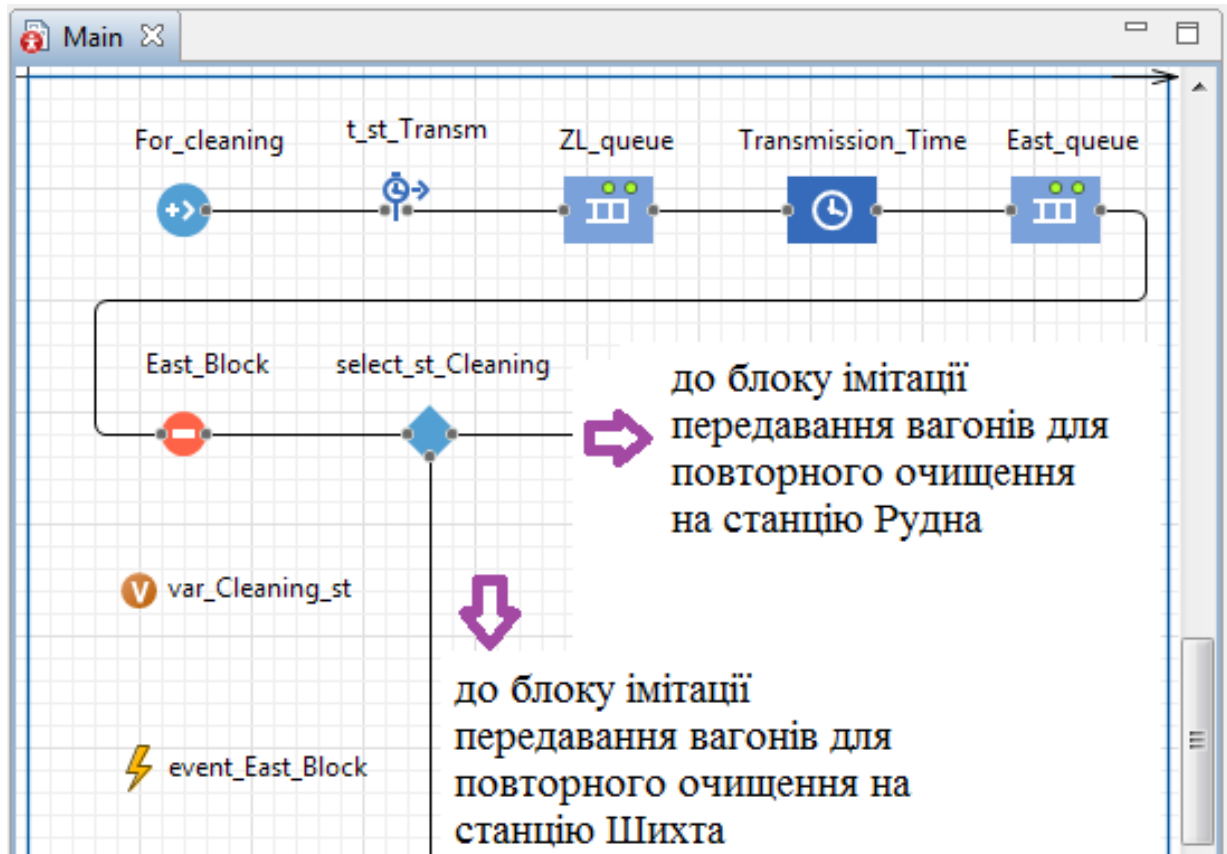 Main
For_cleaning t_st_Transm ZL_queue Transmission_Time East_queue
East_Block select_st_Cleaning
до блоку імітації
передавання вагонів для
повторного очищення
на станцію Рудна
var_Cleaning_st
до блоку імітації
передавання вагонів для
повторного очищення на
станцію Шихта
event_East_Block